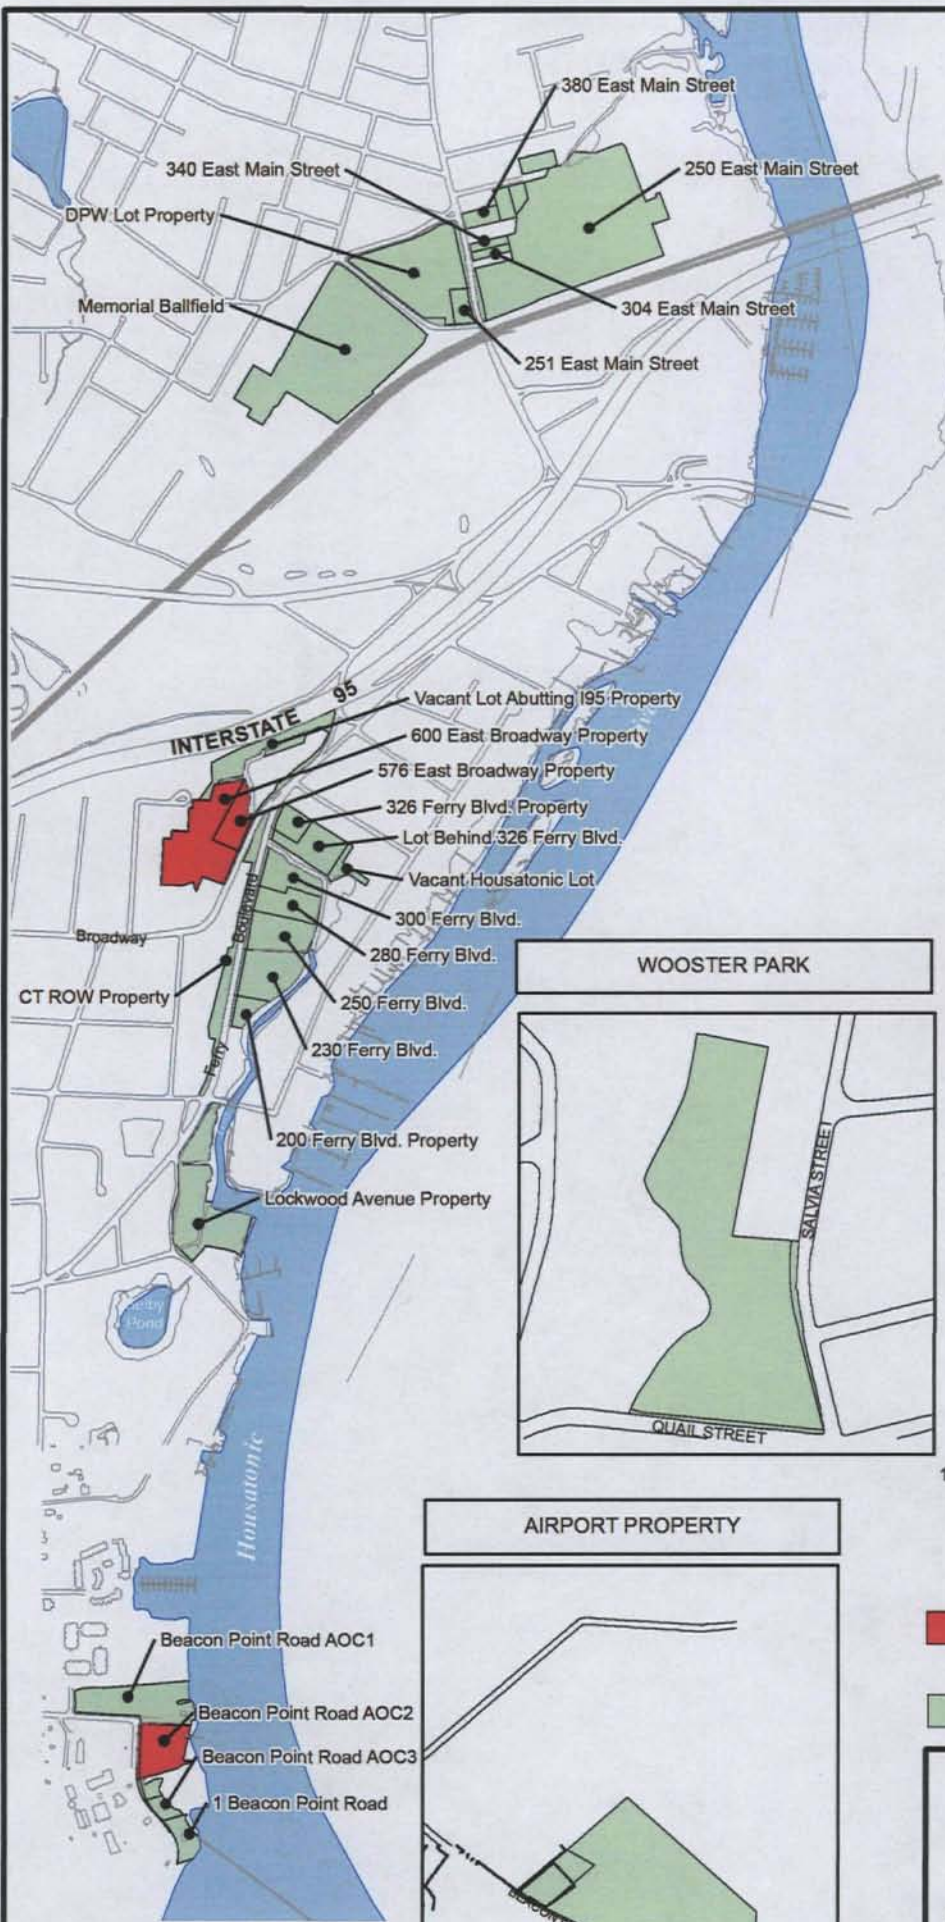 380 East Main Street
340 East Main Street
250 East Main Street
DPW Lot Property
Memorial Ballfield
304 East Main Street
251 East Main Street
INTERSTATE 95
Vacant Lot Abutting I95 Property
600 East Broadway Property
576 East Broadway Property
326 Ferry Blvd. Property
Lot Behind 326 Ferry Blvd.
Vacant Housatonic Lot
300 Ferry Blvd.
Broadway
280 Ferry Blvd.
CT ROW Property
250 Ferry Blvd.
230 Ferry Blvd.
Ferry Boulevard
200 Ferry Blvd. Property
Lockwood Avenue Property
Pond
Housatonic
WOOSTER PARK
SALVIA STREET
QUAIL STREET
AIRPORT PROPERTY
Beacon Point Road AOC1
Beacon Point Road AOC2
Beacon Point Road AOC3
1 Beacon Point Road